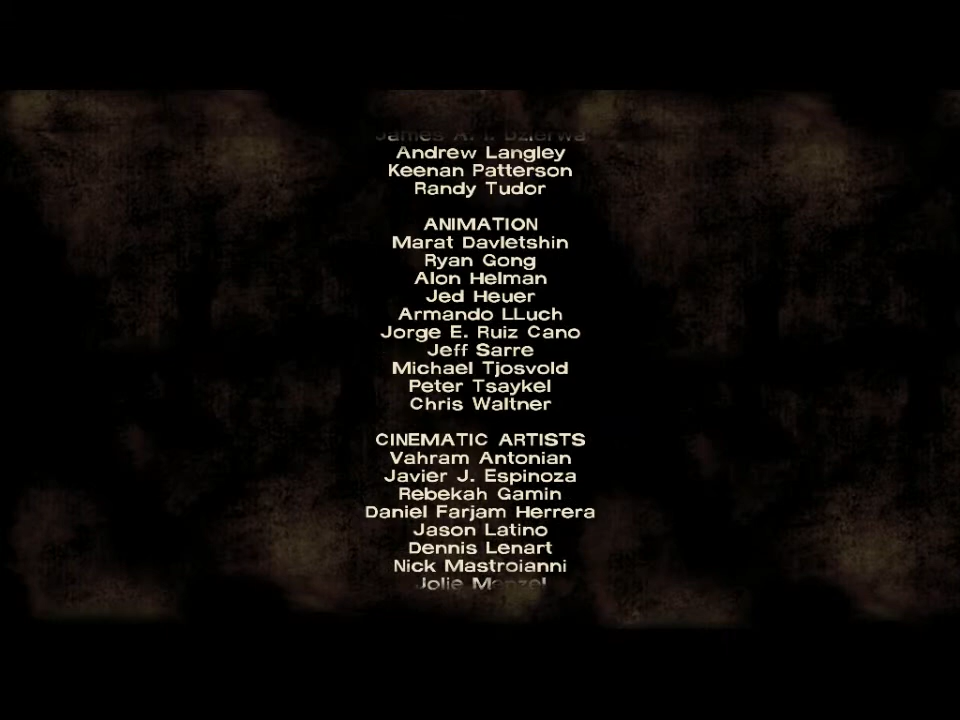 Andrew Langley
Keenan Patterson
Randy Tudor
ANIMATION
Marat Davletshin
Ryan Gong
Alon Helman
Jed Heuer
Armando LLuch
Jorge E. Ruiz Cano
Jeff Sarre
Michael Tjosvold
Peter Tsaykel
Chris Waltner
CINEMATIC ARTISTS
Vahram Antonian
Javier J. Espinoza
Rebekah Gamin
Daniel Farjam Herrera
Jason Latino
Dennis Lenart
Nick Mastroianni
Jolie Menzel